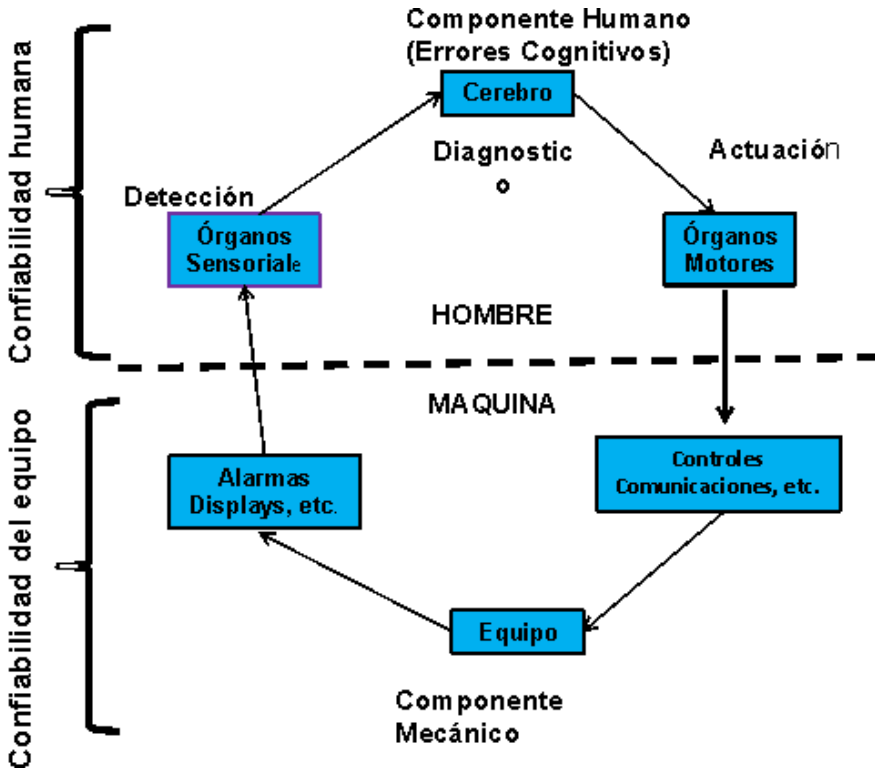 Componente Humano
(Errores Cognitivos)
Cerebro
Diagnostic
o
Actuación
Detección
Órganos
Sensoriale
Órganos
Motores
Confiabilidad humana
HOMBRE
MAQUINA
Alarmas
Displays, etc.
Controles
Comunicaciones, etc.
Equipo
Confiabilidad del equipo
Componente
Mecánico